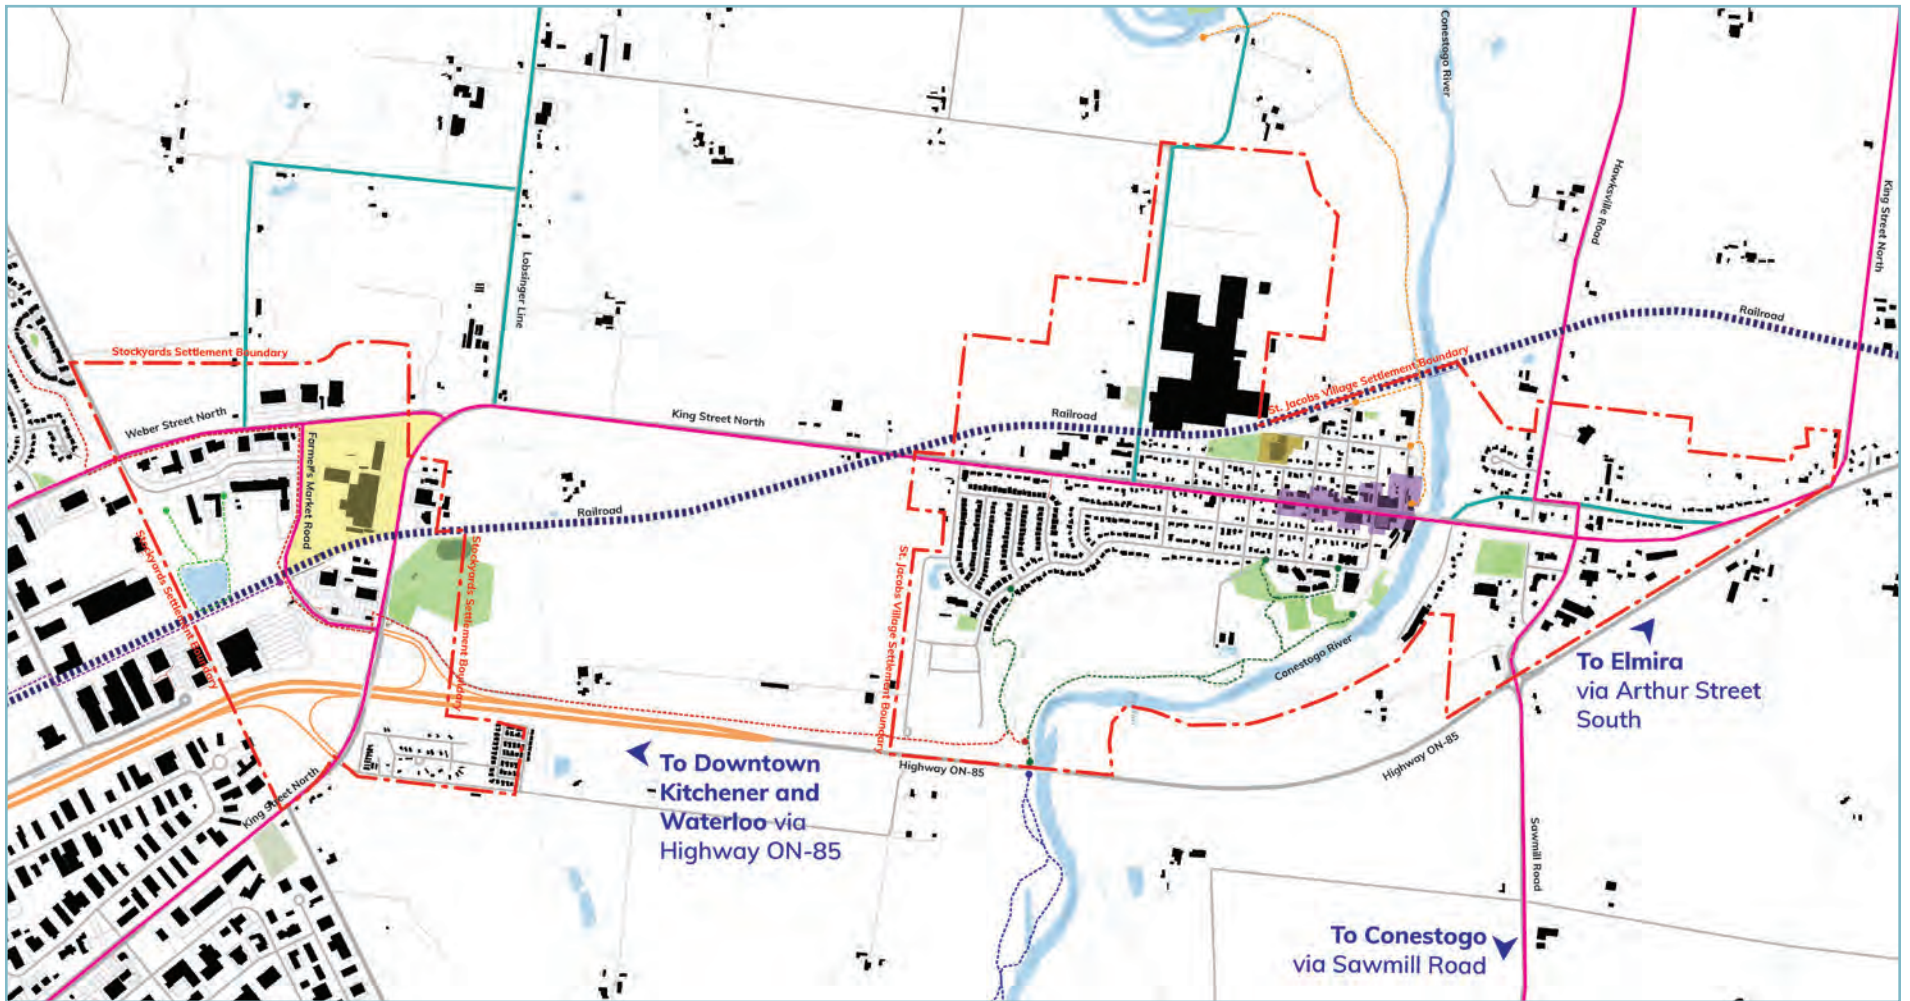 Conestogo River
Hawksville Road
King Street North
Lobsinger Line
Railroad
Stockyards Settlement Boundary
St. Jacobs Village Settlement Boundary
Weber Street North
King Street North
Railroad
Farmer's Market Road
Railroad
Stockyards Settlement Boundary
Stockyards Settlement Boundary
St. Jacobs Village Settlement Boundary
Conestogo River
To Elmira
via Arthur Street
South
Highway ON-85
Highway ON-85
To Downtown
Kitchener and
Waterloo via
Highway ON-85
King Street North
Sawmill Road
To Conestogo
via Sawmill Road